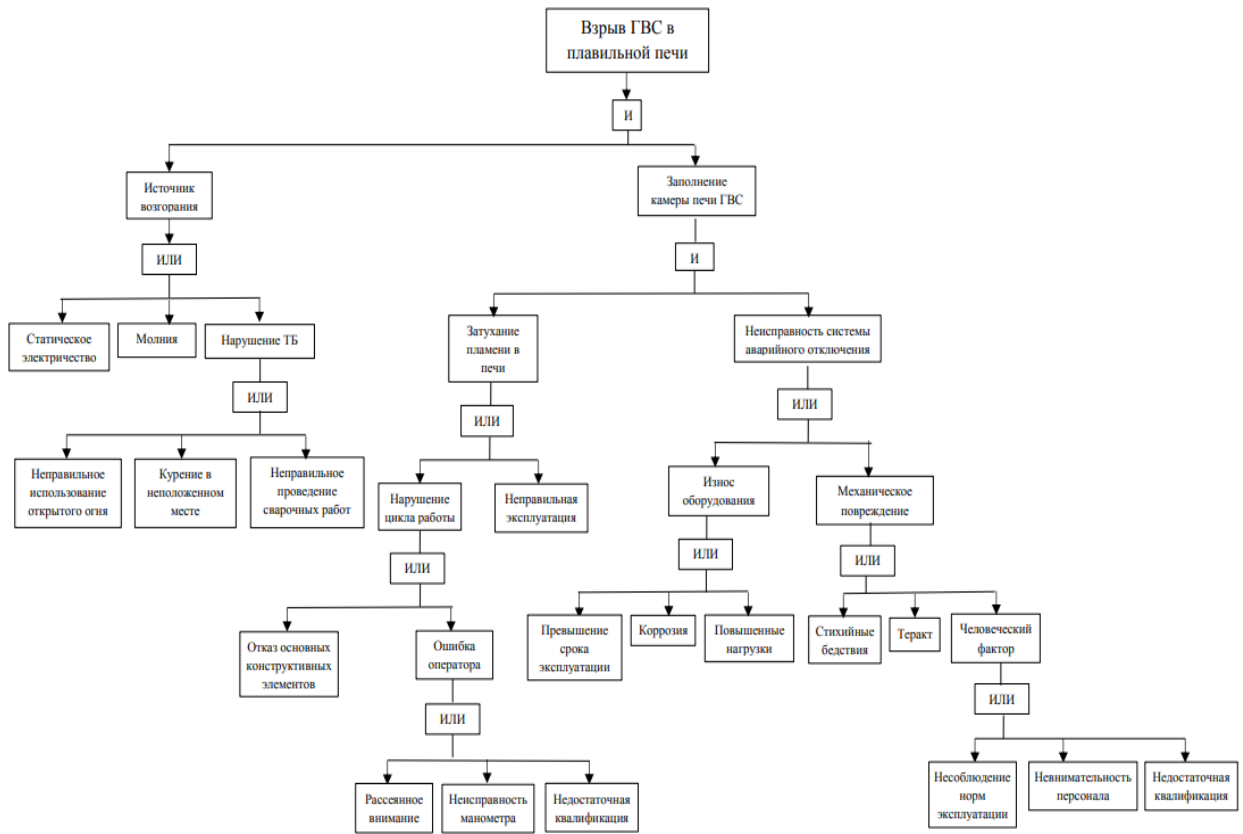 Взрыв ГВС в
плавильной печи
И
Источник
возгорания
Заполнение
камеры печи ГВС
ИЛИ
И
Статическое
электричество
Молния
Нарушение ТБ
Затухание
пламени в
печи
Неисправность системы
аварийного отключения
ИЛИ
ИЛИ
ИЛИ
Неправильное
использование
открытого огня
Курение в
неположенном
месте
Неправильное
проведение
сварочных работ
Нарушение
цикла работы
Неправильная
эксплуатация
Износ
оборудования
Механическое
повреждение
ИЛИ
ИЛИ
ИЛИ
Отказ основных
конструктивных
элементов
Ошибка
оператора
Превышение
срока
эксплуатации
Коррозия
Повышенные
нагрузки
Стихийные
бедствия
Теракт
Человеческий
фактор
ИЛИ
ИЛИ
Рассеянное
внимание
Неисправность
манометра
Недостаточная
квалификация
Несоблюдение
норм
эксплуатации
Невнимательность
персонала
Недостаточная
квалификация